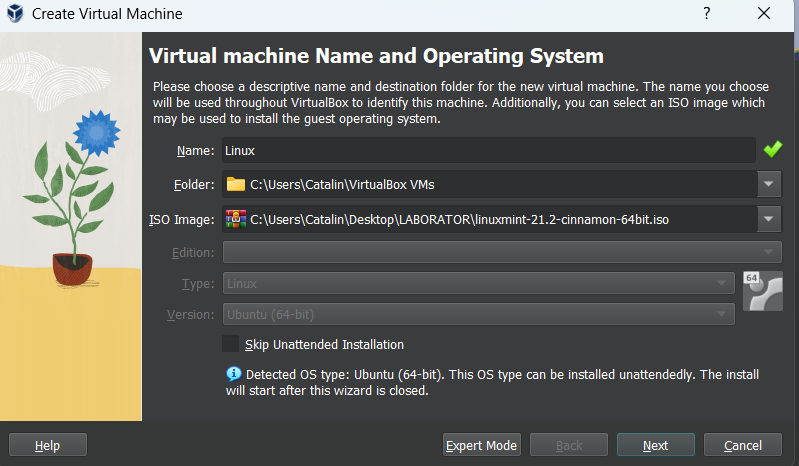 Create Virtual Machine
?
Virtual machine Name and Operating System
Please choose a descriptive name and destination folder for the new virtual machine. The name you choose
will be used throughout VirtualBox to identify this machine. Additionally, you can select an ISO image which
may be used to install the guest operating system.
Name: Linux
Folder: C:\Users\Catalin\VirtualBox VMs
ISO Image: C:\Users\Catalin\Desktop\LABORATOR\linuxmint-21.2-cinnamon-64bit.iso
Edition:
Type: Linux
64
Version: Ubuntu (64-bit)
Skip Unattended Installation
Detected OS type: Ubuntu (64-bit). This OS type can be installed unattendedly. The install
will start after this wizard is closed.
Help Expert Mode Back Next Cancel